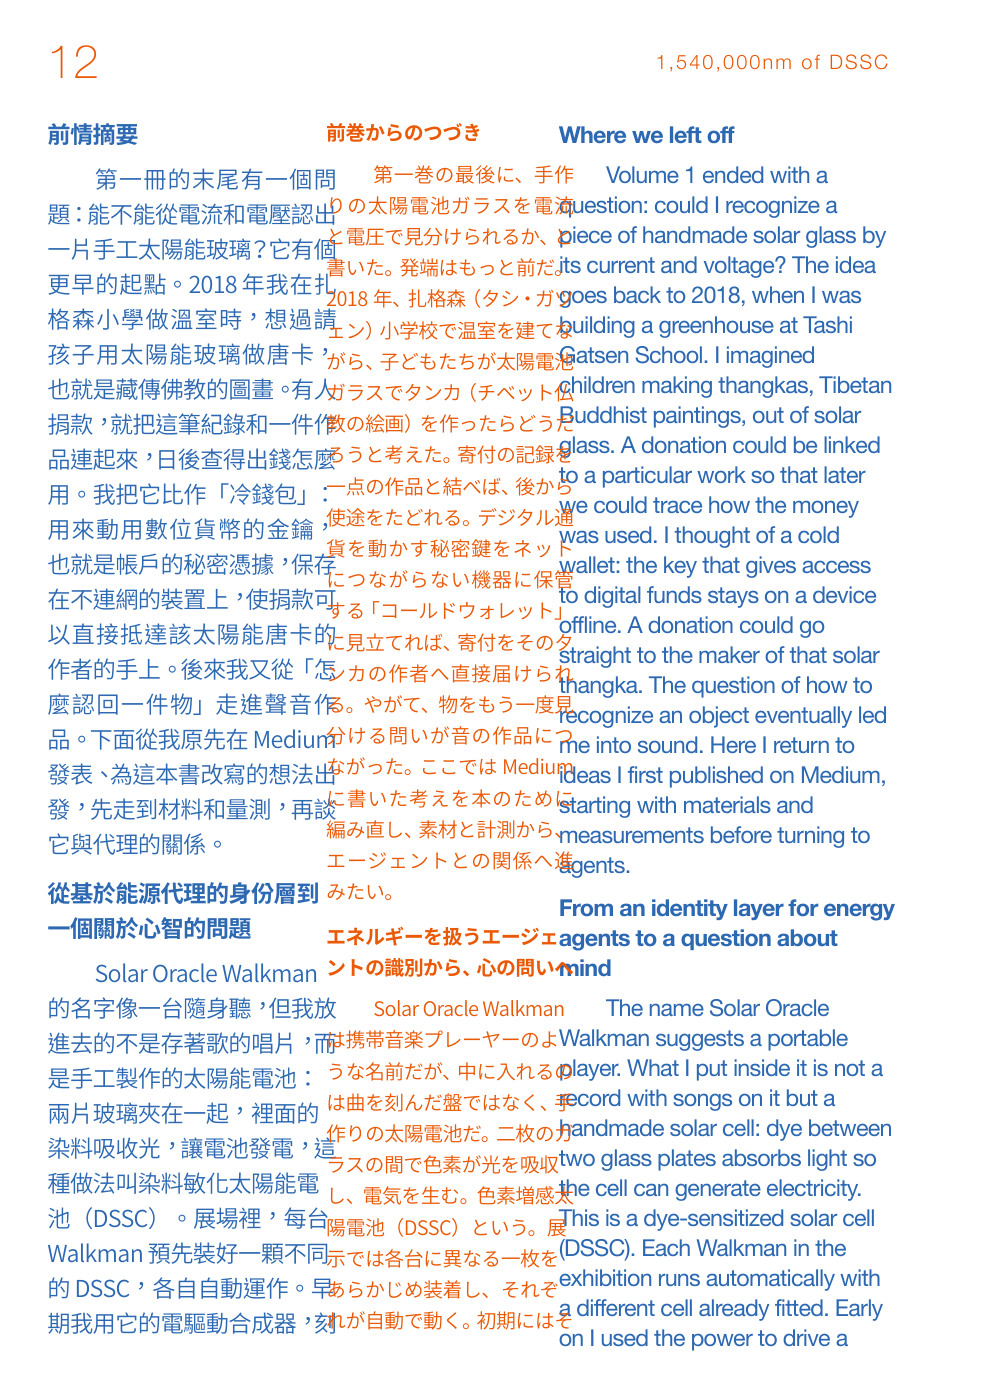 12
1,540,000nm of DSSC
前情摘要
第一冊的末尾有一個問
題：能不能從電流和電壓認出
一片手工太陽能玻璃？它有個
更早的起點。2018 年我在扎
格森小學做溫室時，想過請
孩子用太陽能玻璃做唐卡，
也就是藏傳佛教的圖畫。有人
捐款，就把這筆紀錄和一件作
品連起來，日後查得出錢怎麼
用。我把它比作「冷錢包」：
用來動用數位貨幣的金鑰，
也就是帳戶的秘密憑據，保存
在不連網的裝置上，使捐款可
以直接抵達該太陽能唐卡的
作者的手上。後來我又從「怎
麼認回一件物」走進聲音作
品。下面從我原先在 Medium
發表、為這本書改寫的想法出
發，先走到材料和量測，再談
它與代理的關係。
從基於能源代理的身份層到
一個關於心智的問題
Solar Oracle Walkman
的名字像一台隨身聽，但我放
進去的不是存著歌的唱片，而
是手工製作的太陽能電池：
兩片玻璃夾在一起，裡面的
染料吸收光，讓電池發電，這
種做法叫染料敏化太陽能電
池（DSSC）。展場裡，每台
Walkman 預先裝好一顆不同
的 DSSC，各自自動運作。早
期我用它的電驅動合成器，刻
前巻からのつづき
第一巻の最後に、手作
りの太陽電池ガラスを電流
と電圧で見分けられるか、と
書いた。発端はもっと前だ。
2018 年、扎格森（タシ・ガツ
ェン）小学校で温室を建てな
がら、子どもたちが太陽電池
ガラスでタンカ（チベット仏
教の絵画）を作ったらどうだ
ろうと考えた。寄付の記録を
一点の作品と結べば、後から
使途をたどれる。デジタル通
貨を動かす秘密鍵をネット
につながらない機器に保管
する「コールドウォレット」
に見立てれば、寄付をそのタ
ンカの作者へ直接届けられ
る。やがて、物をもう一度見
分ける問いが音の作品につ
ながった。ここでは Medium
に書いた考えを本のために
編み直し、素材と計測から、
エージェントとの関係へ進
みたい。
エネルギーを扱うエージェ
ントの識別から、心の問いへ
Solar Oracle Walkman
は携帯音楽プレーヤーのよ
うな名前だが、中に入れるの
は曲を刻んだ盤ではなく、手
作りの太陽電池だ。二枚のガ
ラスの間で色素が光を吸収
し、電気を生む。色素増感太
陽電池（DSSC）という。展
示では各台に異なる一枚を
あらかじめ装着し、それぞ
れが自動で動く。初期にはそ
Where we left off
Volume 1 ended with a
question: could I recognize a
piece of handmade solar glass by
its current and voltage? The idea
goes back to 2018, when I was
building a greenhouse at Tashi
Gatsen School. I imagined
children making thangkas, Tibetan
Buddhist paintings, out of solar
glass. A donation could be linked
to a particular work so that later
we could trace how the money
was used. I thought of a cold
wallet: the key that gives access
to digital funds stays on a device
offline. A donation could go
straight to the maker of that solar
thangka. The question of how to
recognize an object eventually led
me into sound. Here I return to
ideas I first published on Medium,
starting with materials and
measurements before turning to
agents.
From an identity layer for energy
agents to a question about
mind
The name Solar Oracle
Walkman suggests a portable
player. What I put inside it is not a
record with songs on it but a
handmade solar cell: dye between
two glass plates absorbs light so
the cell can generate electricity.
This is a dye-sensitized solar cell
(DSSC). Each Walkman in the
exhibition runs automatically with
a different cell already fitted. Early
on I used the power to drive a